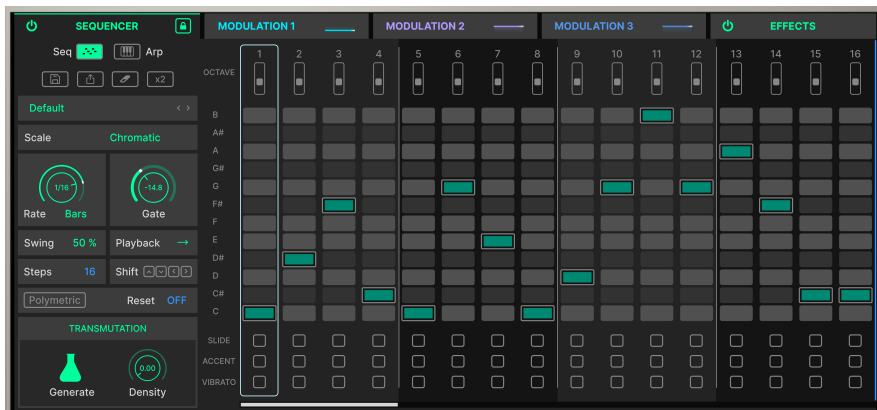 SEQUENCER MODULATION 1 MODULATION 2 MODULATION 3 EFFECTS
Seq Arp
x2
OCTAVE 1 2 3 4 5 6 7 8 9 10 11 12 13 14 15 16
Default < >
B
A#
Scale Chromatic
A
G#
1/16 -14.8
G
F#
Rate Bars Gate
F
Swing 50 % Playback →
E
D#
Steps 16 Shift
D
C#
Polymetric Reset OFF
C
TRANSMUTATION
SLIDE
0.00
ACCENT
VIBRATO
Generate Density